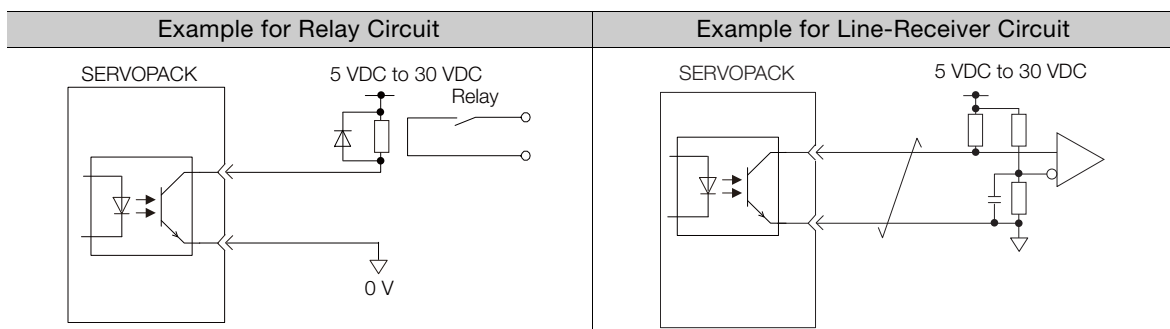 Example for Relay Circuit
Example for Line-Receiver Circuit
SERVOPACK
5 VDC to 30 VDC
Relay
0 V
SERVOPACK
5 VDC to 30 VDC